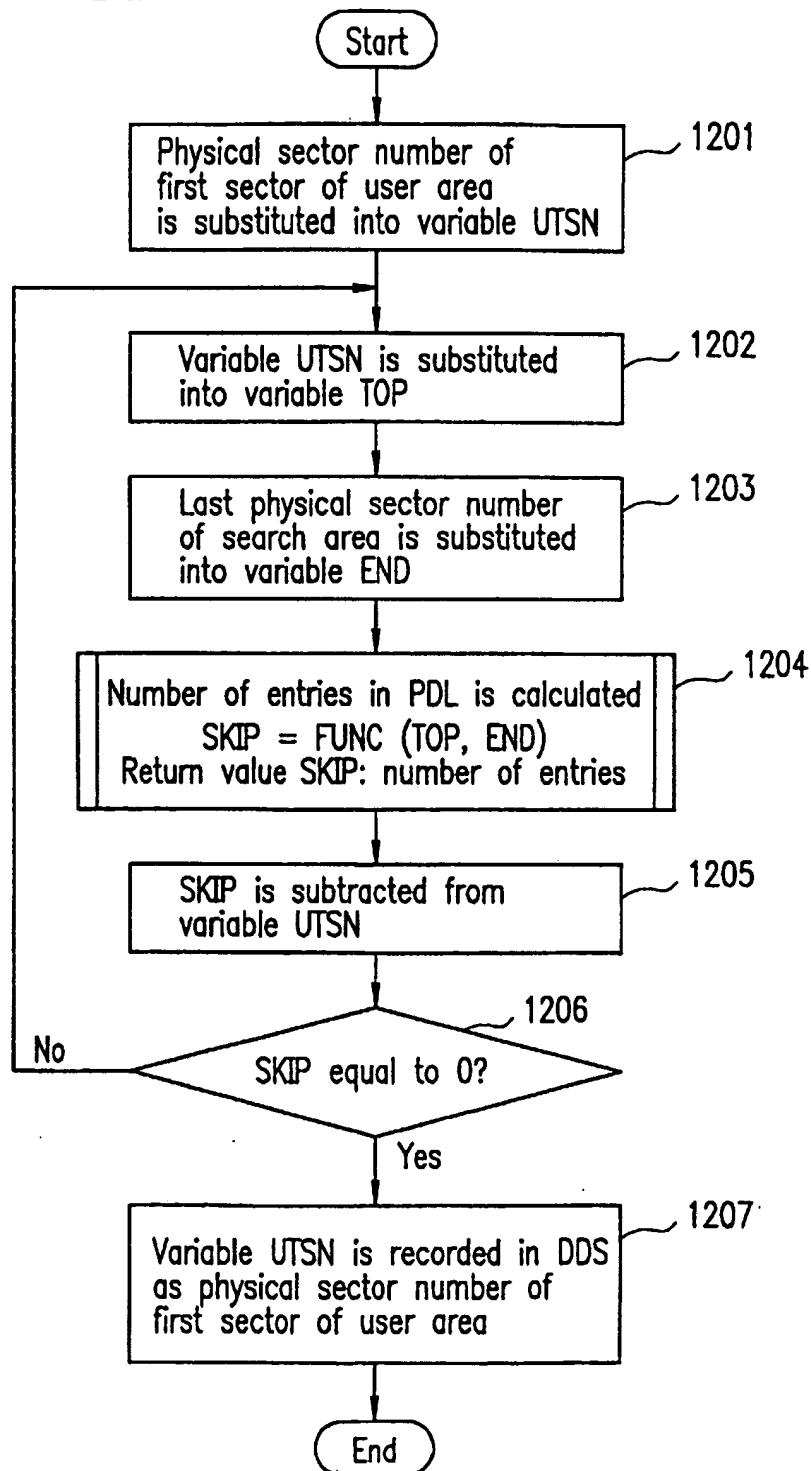 Start
Physical sector number of
first sector of user area
is substituted into variable UTSN
1201
Variable UTSN is substituted
into variable TOP
1202
Last physical sector number
of search area is substituted
into variable END
1203
Number of entries in PDL is calculated
SKIP = FUNC (TOP, END)
Return value SKIP: number of entries
1204
SKIP is subtracted from
variable UTSN
1205
1206
SKIP equal to 0?
No
Yes
Variable UTSN is recorded in DDS
as physical sector number of
first sector of user area
1207
End